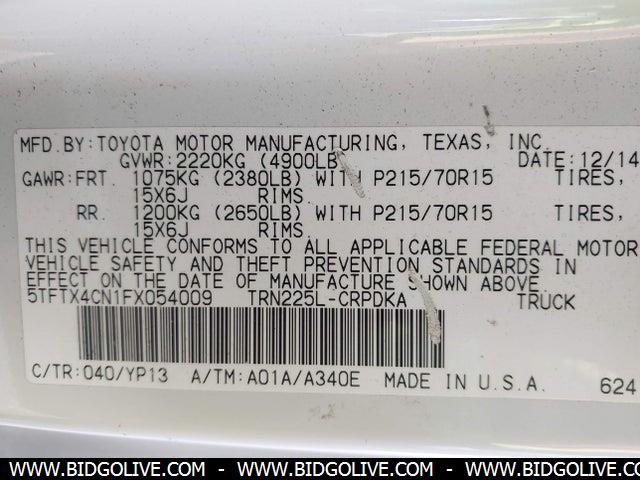 MFD.BY:TOYOTA MOTOR MANUFACTURING, TEXAS, INC.
GVWR:2220KG (4900LB) DATE:12/14
GAWR:FRT. 1075KG (2380LB) WITH P215/70R15 TIRES,
15X6J RIMS.
RR. 1200KG (2650LB) WITH P215/70R15 TIRES,
15X6J RIMS.
THIS VEHICLE CONFORMS TO ALL APPLICABLE FEDERAL MOTOR
VEHICLE SAFETY AND THEFT PREVENTION STANDARDS IN
EFFECT ON THE DATE OF MANUFACTURE SHOWN ABOVE.
5TFTX4CN1FX054009 TRN225L-CRPDKA TRUCK
C/TR:040/YP13 A/TM:A01A/A340E MADE IN U.S.A. 624
WWW.BIDGOLIVE.COM - WWW.BIDGOLIVE.COM - WWW.BIDGOLIVE.COM